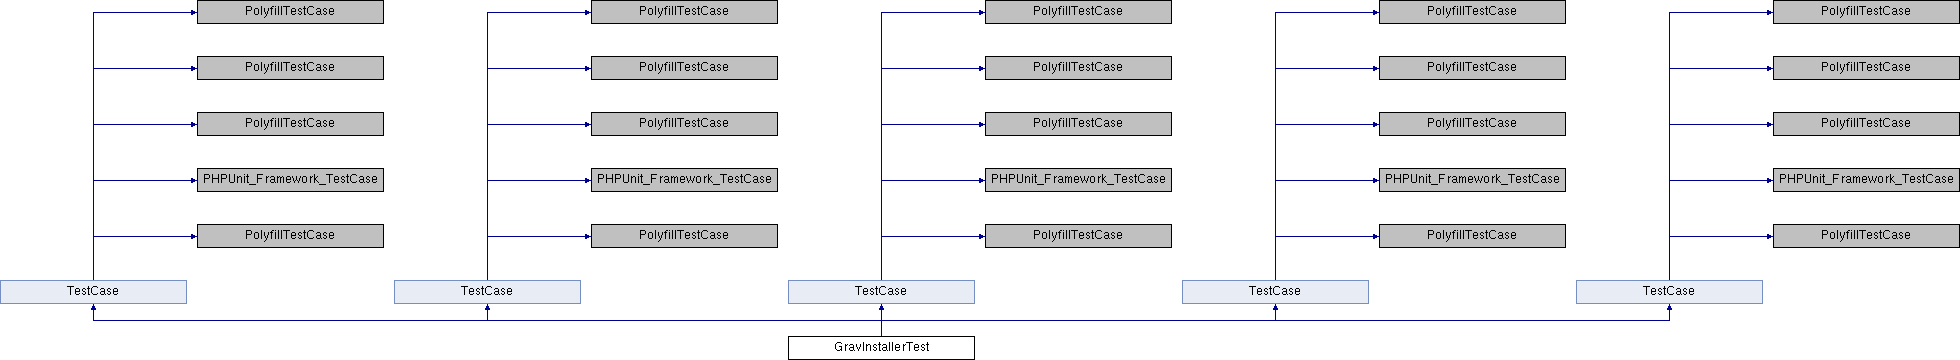 PolyfillTestCase PolyfillTestCase PolyfillTestCase PolyfillTestCase PolyfillTestCase
PolyfillTestCase PolyfillTestCase PolyfillTestCase PolyfillTestCase PolyfillTestCase
PolyfillTestCase PolyfillTestCase PolyfillTestCase PolyfillTestCase PolyfillTestCase
PHPUnit_Framework_TestCase PHPUnit_Framework_TestCase PHPUnit_Framework_TestCase PHPUnit_Framework_TestCase PHPUnit_Framework_TestCase
PolyfillTestCase PolyfillTestCase PolyfillTestCase PolyfillTestCase PolyfillTestCase
TestCase TestCase TestCase TestCase TestCase
GravInstallerTest